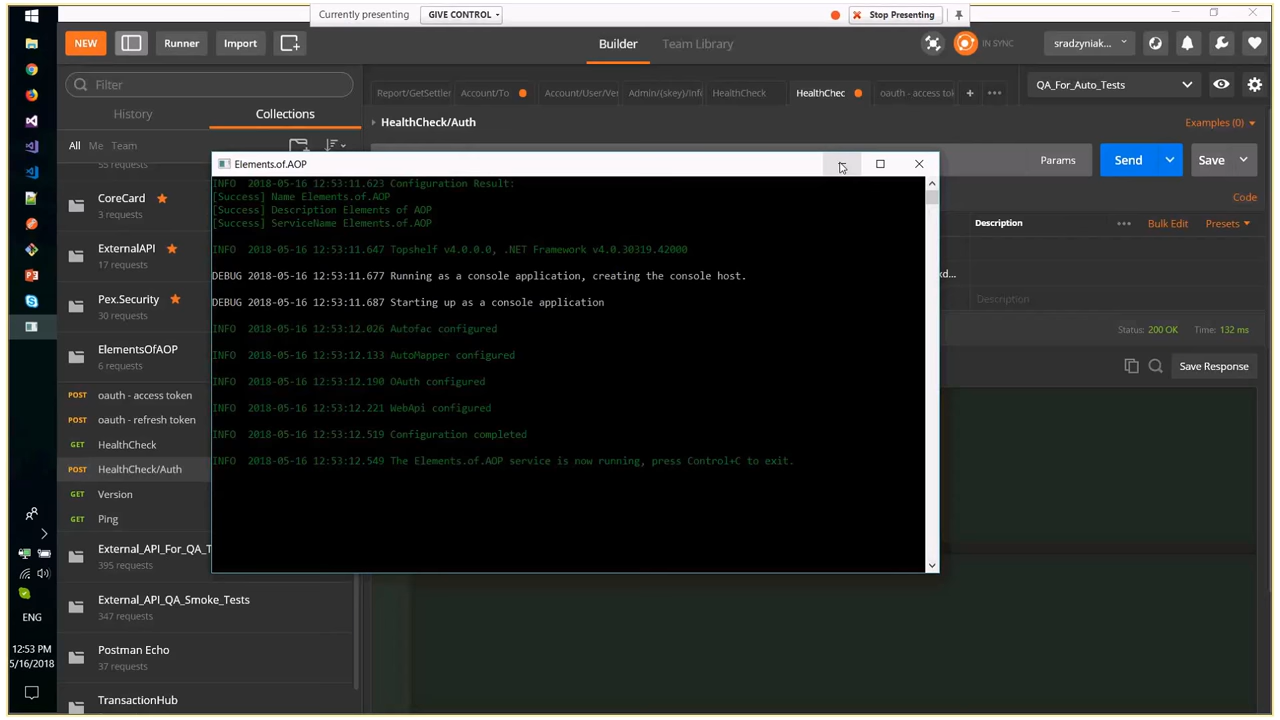 Currently presenting
GIVE CONTROL
Stop Presenting
NEW
Runner
Import
Builder
Team Library
IN SYNC
sradzyniak...
Filter
History
Collections
Report/GetSettler
Account/To
Account/User/Ver
Admin/{skey}/Inf
HealthCheck
HealthChec
oauth - access tol
QA_For_Auto_Tests
All
Me
Team
HealthCheck/Auth
Examples (0)
Params
Send
Save
Code
Description
Bulk Edit
Presets
Description
Status: 200 OK
Time: 132 ms
Save Response
55 requests
CoreCard
3 requests
ExternalAPI
17 requests
Pex.Security
30 requests
ElementsOfAOP
6 requests
POST oauth - access token
POST oauth - refresh token
GET HealthCheck
POST HealthCheck/Auth
GET Version
GET Ping
External_API_For_QA_T
395 requests
External_API_QA_Smoke_Tests
347 requests
Postman Echo
37 requests
TransactionHub
Elements.of.AOP
INFO 2018-05-16 12:53:11.623 Configuration Result:
[Success] Name Elements.of.AOP
[Success] Description Elements of AOP
[Success] ServiceName Elements.of.AOP
INFO 2018-05-16 12:53:11.647 Topshelf v4.0.0.0, .NET Framework v4.0.30319.42000
DEBUG 2018-05-16 12:53:11.677 Running as a console application, creating the console host.
DEBUG 2018-05-16 12:53:11.687 Starting up as a console application
INFO 2018-05-16 12:53:12.026 Autofac configured
INFO 2018-05-16 12:53:12.133 AutoMapper configured
INFO 2018-05-16 12:53:12.190 OAuth configured
INFO 2018-05-16 12:53:12.221 WebApi configured
INFO 2018-05-16 12:53:12.519 Configuration completed
INFO 2018-05-16 12:53:12.549 The Elements.of.AOP service is now running, press Control+C to exit.
ENG
12:53 PM
5/16/2018